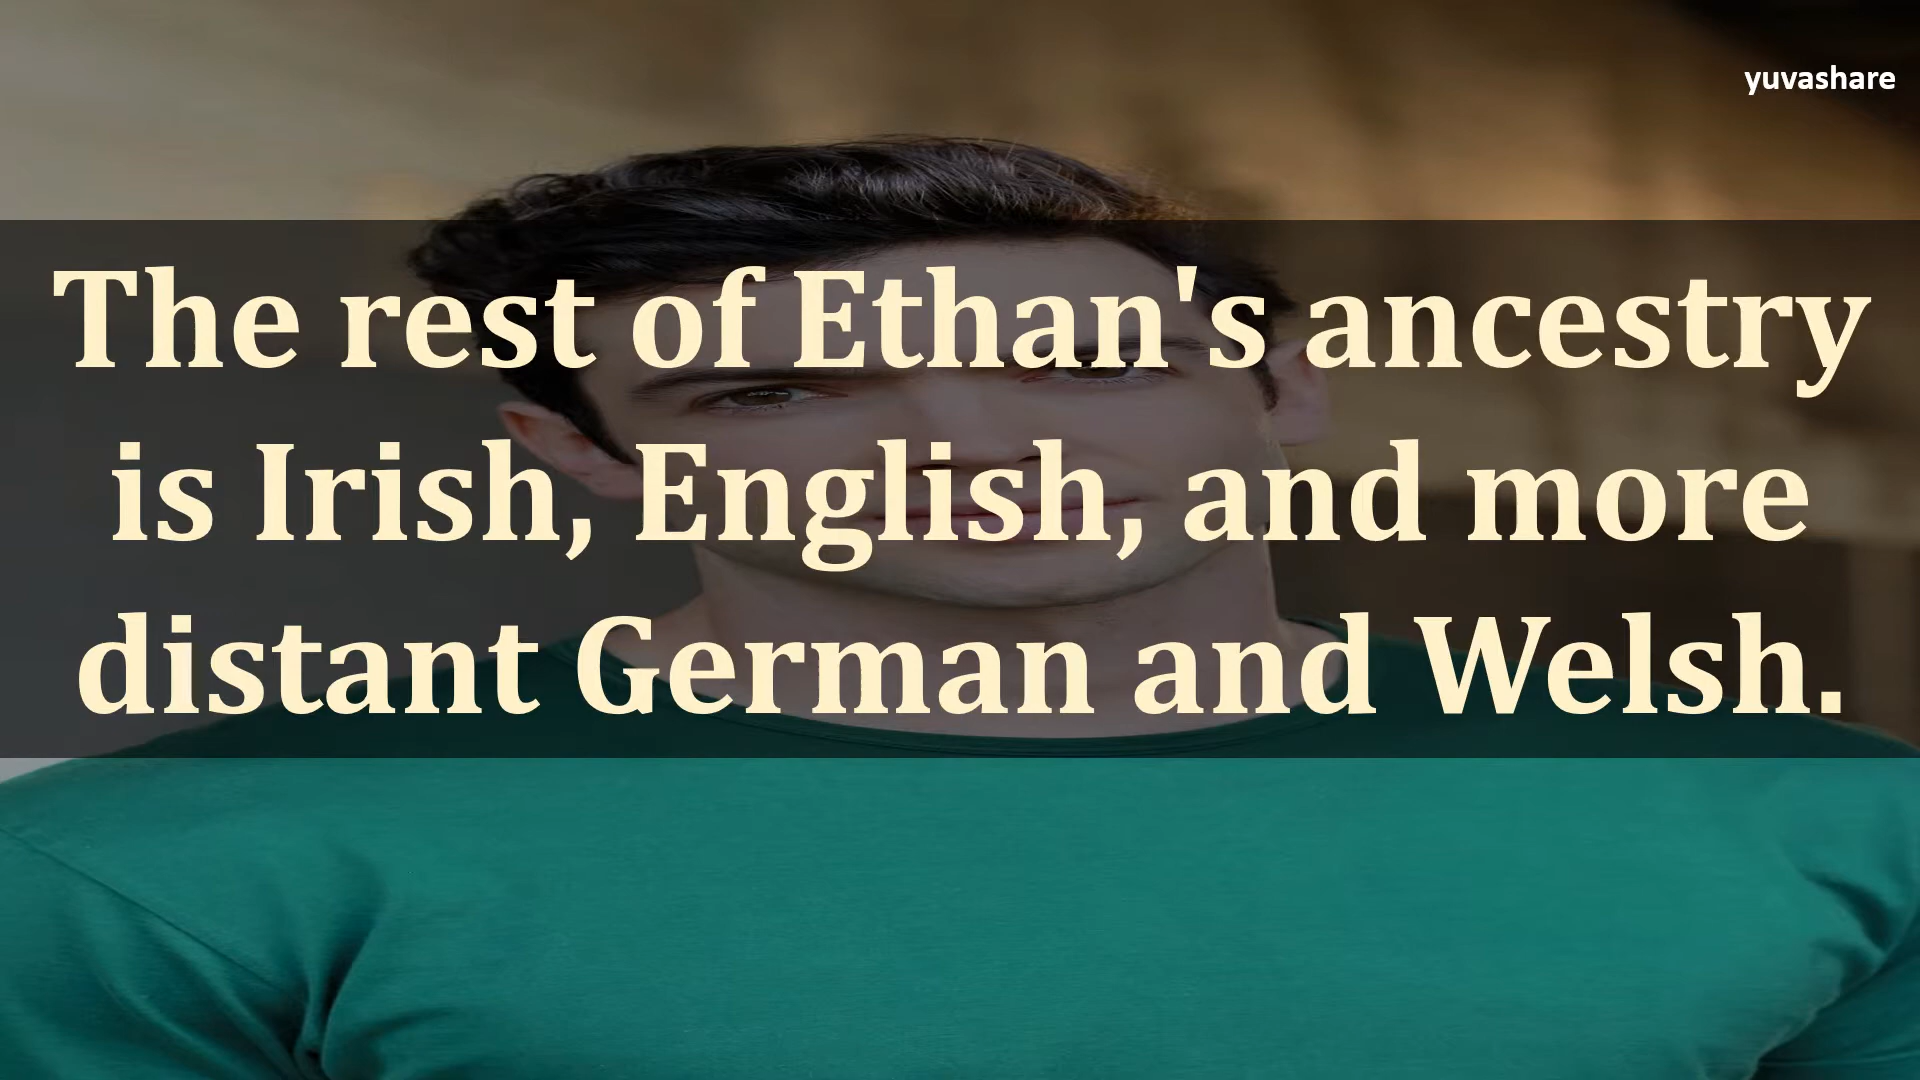 yuvashare
The rest of Ethan's ancestry
is Irish, English, and more
distant German and Welsh.